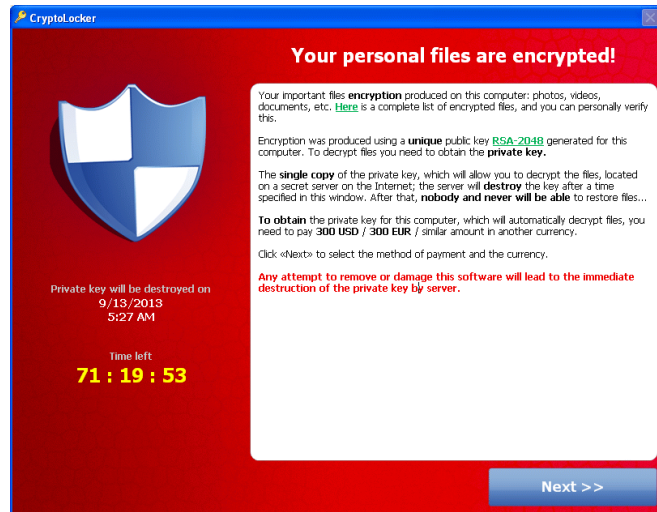 CryptoLocker
Your personal files are encrypted!
Your important files encryption produced on this computer: photos, videos,
documents, etc. Here is a complete list of encrypted files, and you can personally verify
this.
Encryption was produced using a unique public key RSA-2048 generated for this
computer. To decrypt files you need to obtain the private key.
The single copy of the private key, which will allow you to decrypt the files, located
on a secret server on the Internet; the server will destroy the key after a time
specified in this window. After that, nobody and never will be able to restore files...
To obtain the private key for this computer, which will automatically decrypt files, you
need to pay 300 USD / 300 EUR / similar amount in another currency.
Click «Next» to select the method of payment and the currency.
Any attempt to remove or damage this software will lead to the immediate
destruction of the private key by server.
Private key will be destroyed on
9/13/2013
5:27 AM
Time left
71 : 19 : 53
Next >>